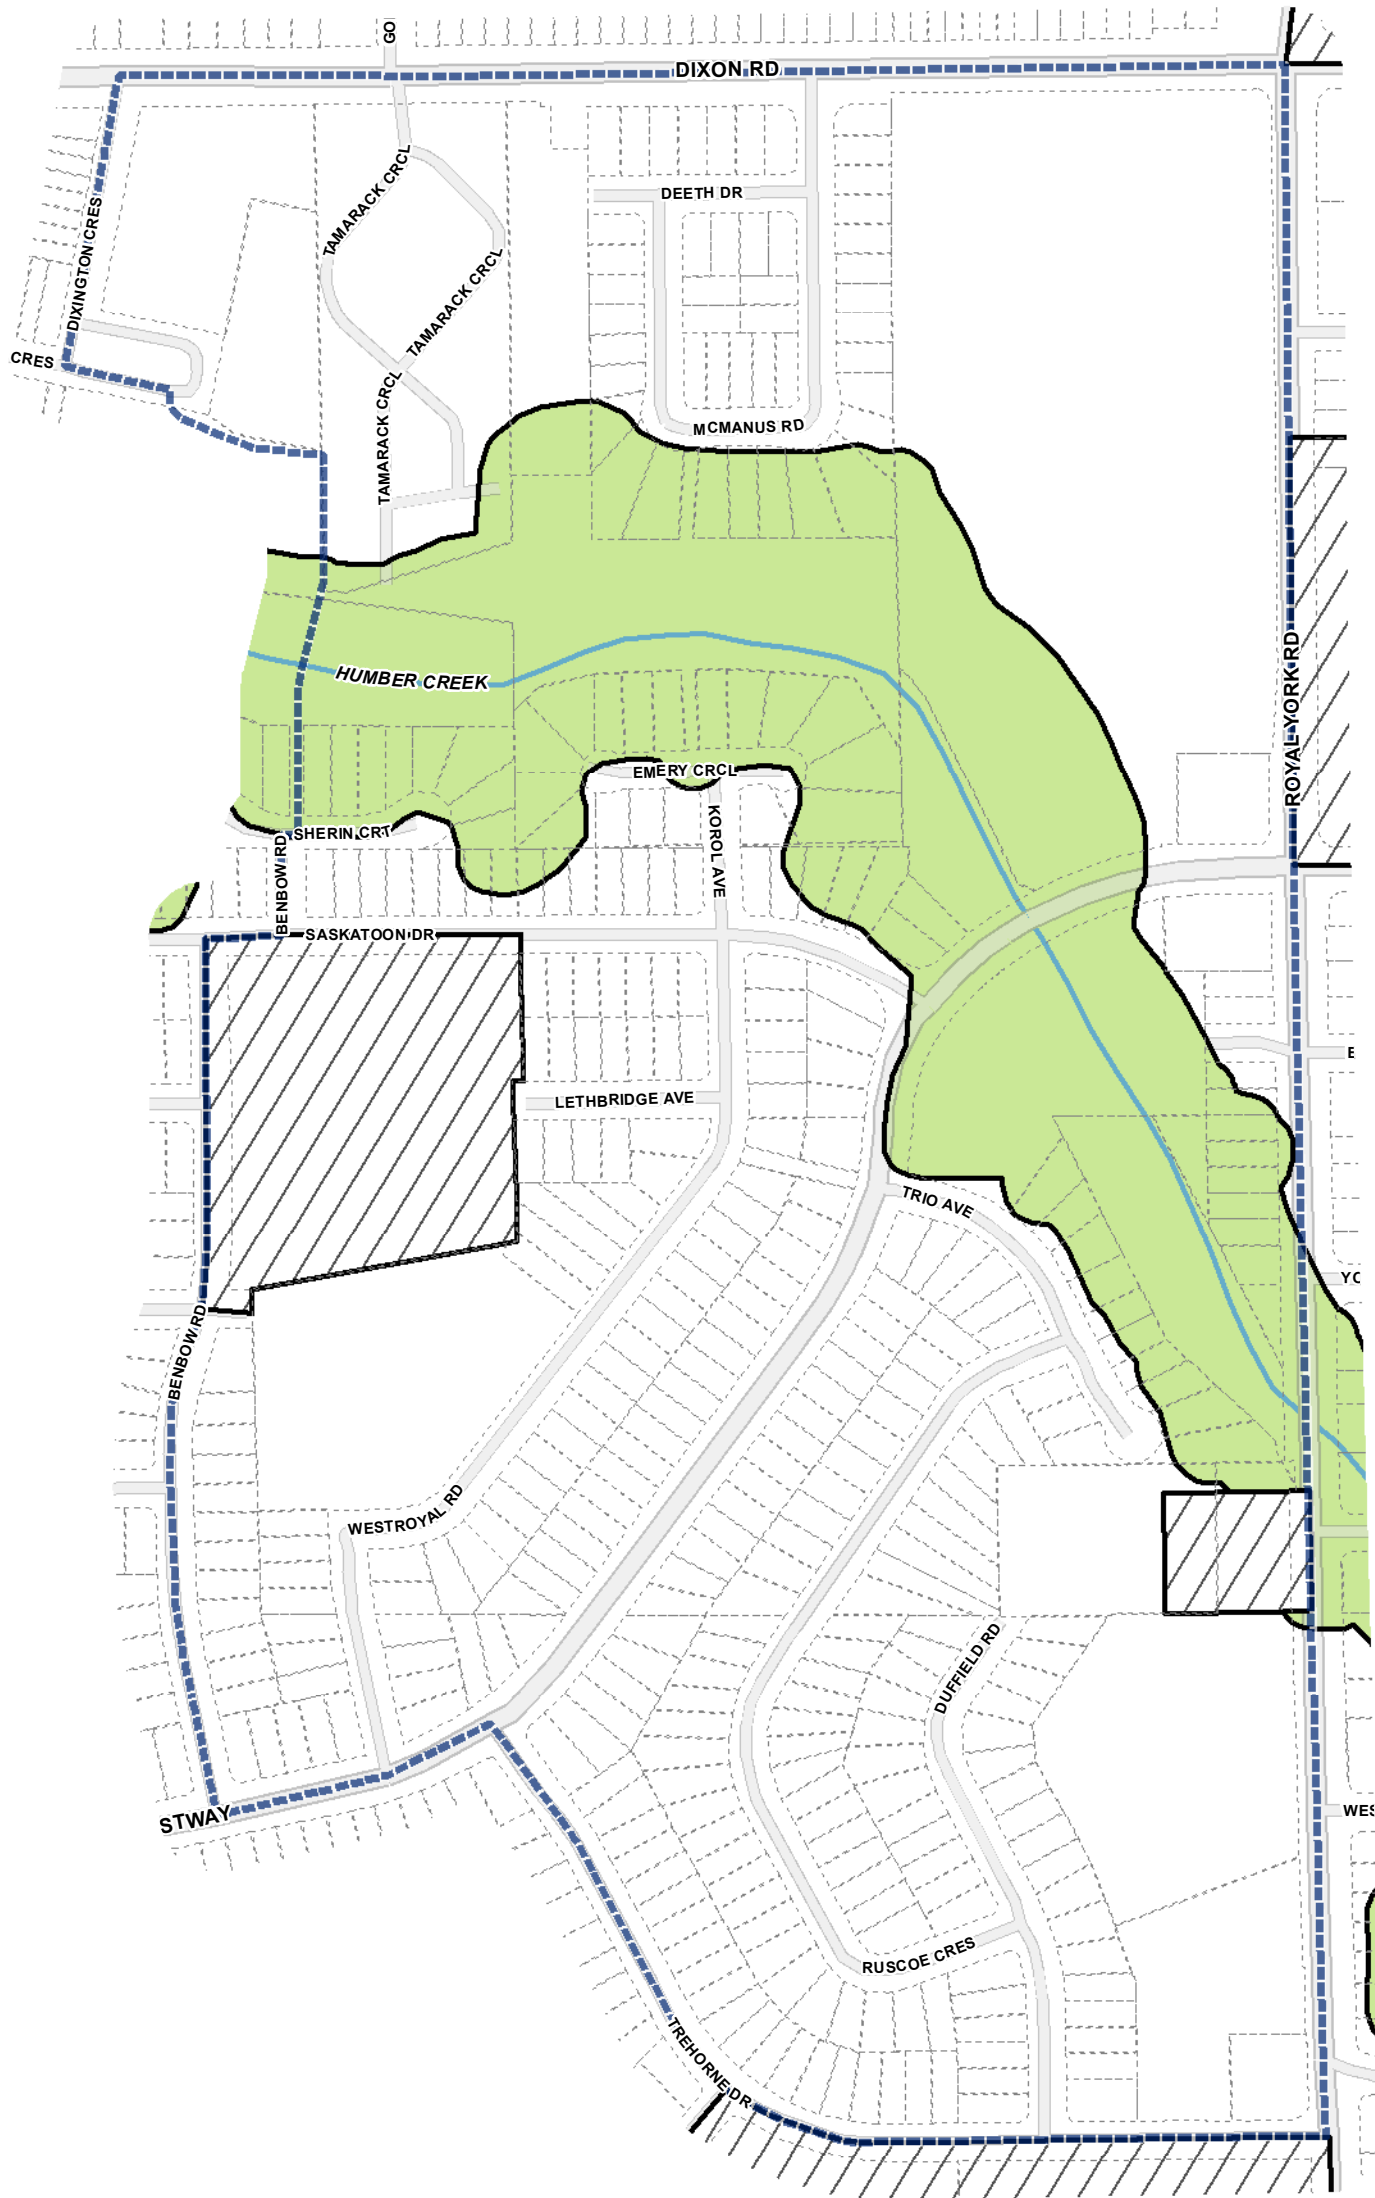 GO
DIXON RD
TAMARACK CRCL
DEETH DR
DIXINGTON CRES
TAMARACK CRCL
CRES
TAMARACK CRCL
MCMANUS RD
HUMBER CREEK
ROYAL YORK RD
EMERY CRCL
SHERIN CRT
KOROL AVE
BENBOW RD
SASKATOON DR
E
LETHBRIDGE AVE
TRIO AVE
YO
BENBOW RD
WESTROYAL RD
DUFFIELD RD
STWAY
WES
RUSCOE CRES
TREHORNE DR